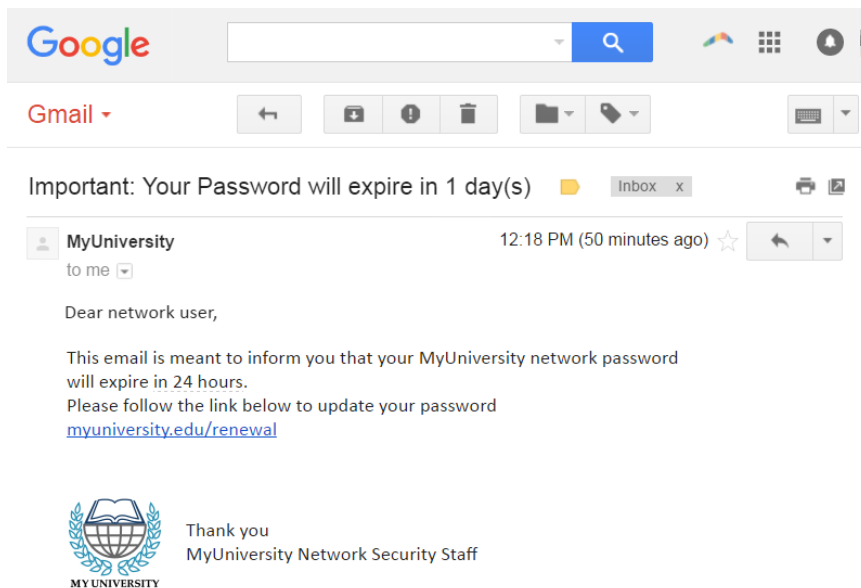 Google
Gmail
Important: Your Password will expire in 1 day(s) Inbox x
MyUniversity 12:18 PM (50 minutes ago)
to me
Dear network user,
This email is meant to inform you that your MyUniversity network password
will expire in 24 hours.
Please follow the link below to update your password
myuniversity.edu/renewal
Thank you
MyUniversity Network Security Staff
MY UNIVERSITY